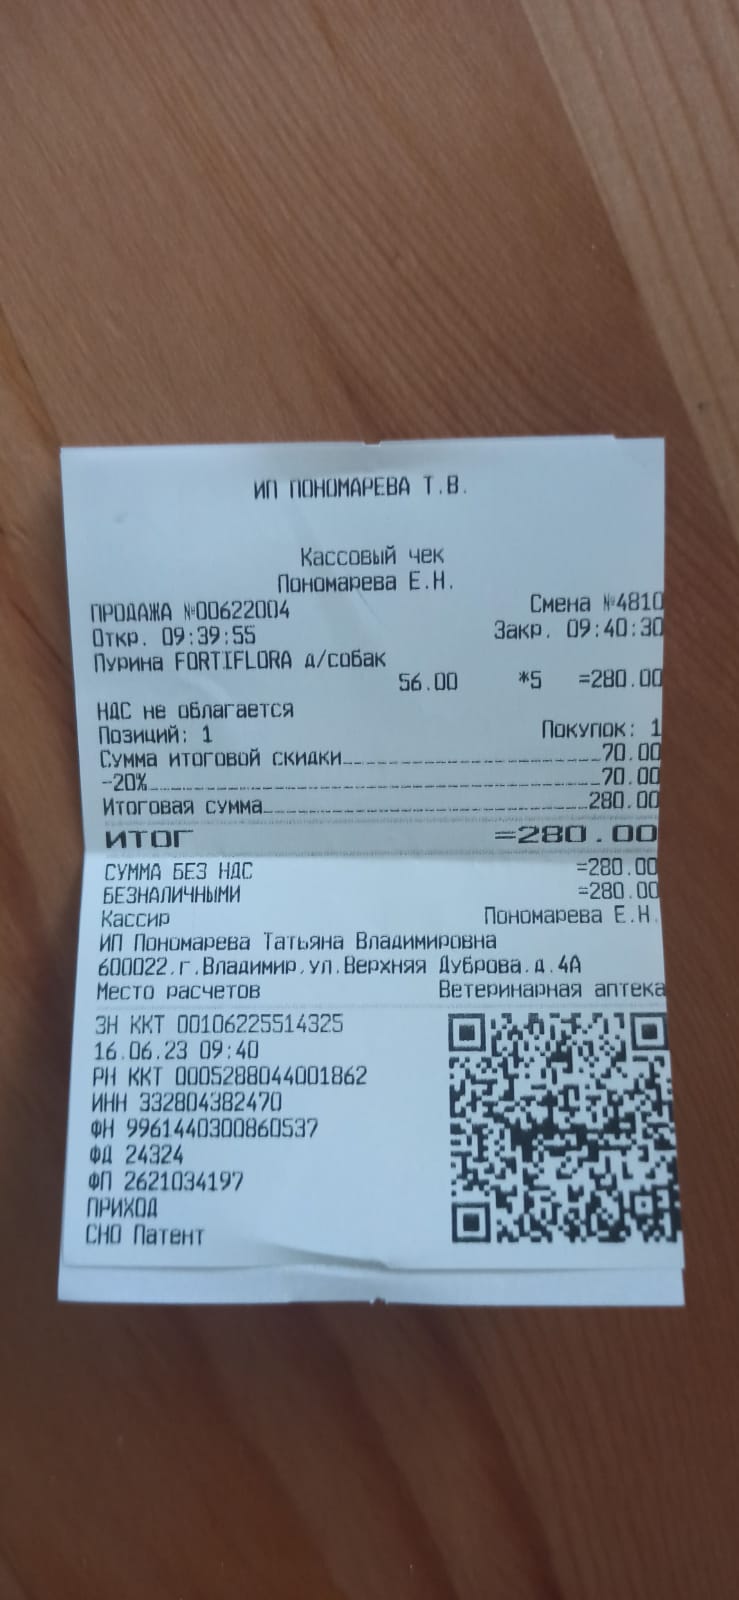 ИП ПОНОМАРЕВА Т.В.
Кассовый чек
Пономарева Е.Н.
ПРОДАЖА №00622004 Смена №4810
Откр. 09:39:55 Закр. 09:40:30
Пурина FORTIFLORA д/собак
56.00 *5 =280.00
НДС не облагается
Позиций: 1 Покупок: 1
Сумма итоговой скидки 70.00
-20% 70.00
Итоговая сумма 280.00
ИТОГ =280.00
СУММА БЕЗ НДС =280.00
БЕЗНАЛИЧНЫМИ =280.00
Кассир Пономарева Е.Н.
ИП Пономарева Татьяна Владимировна
600022.г.Владимир.ул.Верхняя Дуброва.д.4А
Место расчетов Ветеринарная аптека
ЗН ККТ 00106225514325
16.06.23 09:40
РН ККТ 0005288044001862
ИНН 332804382470
ФН 9961440300860537
ФД 24324
ФП 2621034197
ПРИХОД
СНО Патент